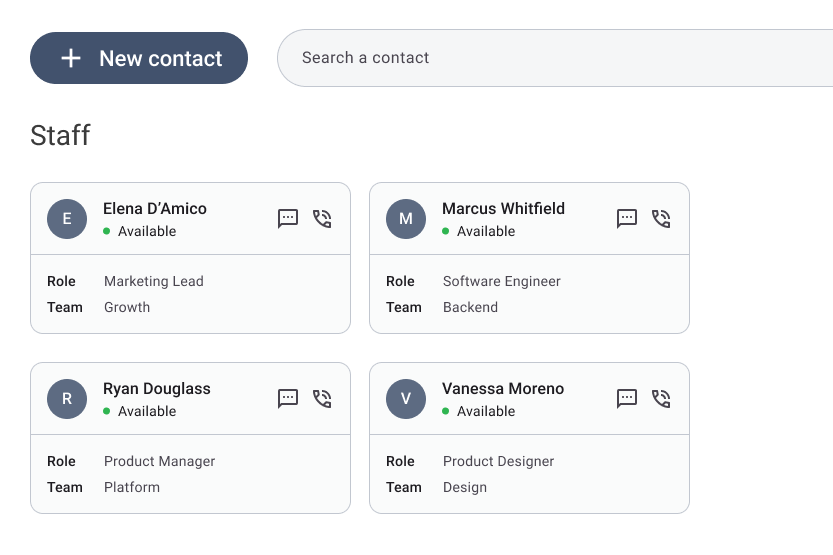 New contact
Search a contact
Staff
E
Elena D’Amico
Available
Role Marketing Lead
Team Growth
M
Marcus Whitfield
Available
Role Software Engineer
Team Backend
R
Ryan Douglass
Available
Role Product Manager
Team Platform
V
Vanessa Moreno
Available
Role Product Designer
Team Design